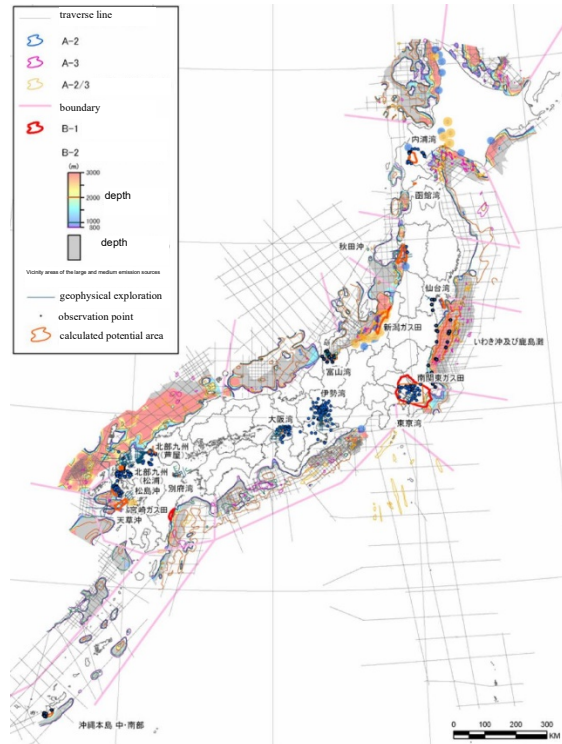 traverse line
A-2
A-3
A-2/3
boundary
B-1
B-2
(m)
3000
2000
1000
800
depth
depth
Vicinity areas of the large and medium emission sources
geophysical exploration
observation point
calculated potential area
内浦湾
函館湾
秋田沖
仙台湾
新潟ガス田
いわき沖及び鹿島灘
富山湾
南関東ガス田
伊勢湾
大阪湾
東京湾
北部九州
(芦屋)
北部九州
(松浦)
松島沖
別府湾
宮崎ガス田
天草沖
沖縄本島 中・南部
0 50 100 200 300
KM